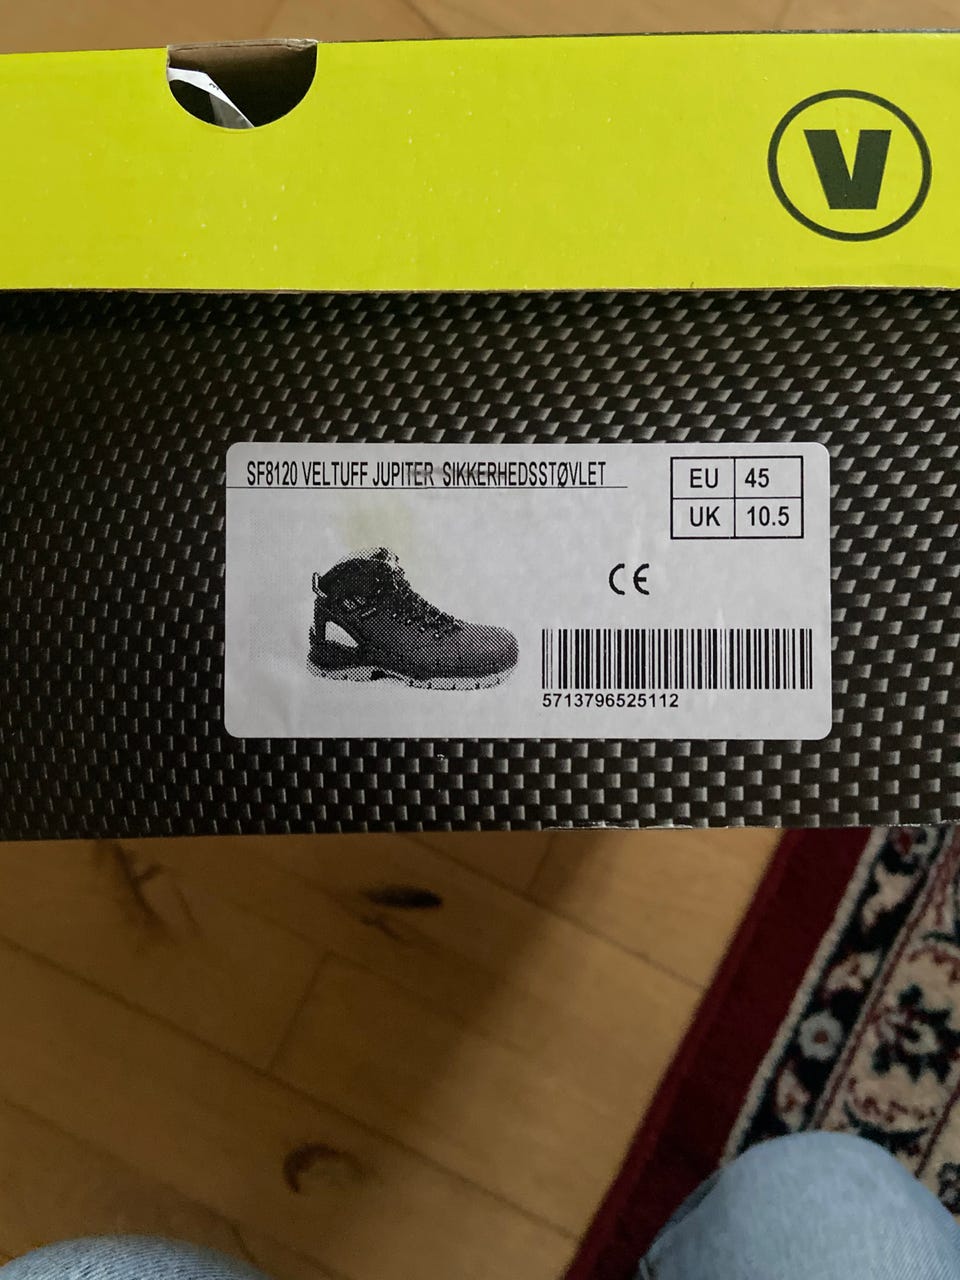 V
SF8120 VELTUFF JUPITER SIKKERHEDSSTØVLET
EU 45
UK 10.5
CE
5713796525112